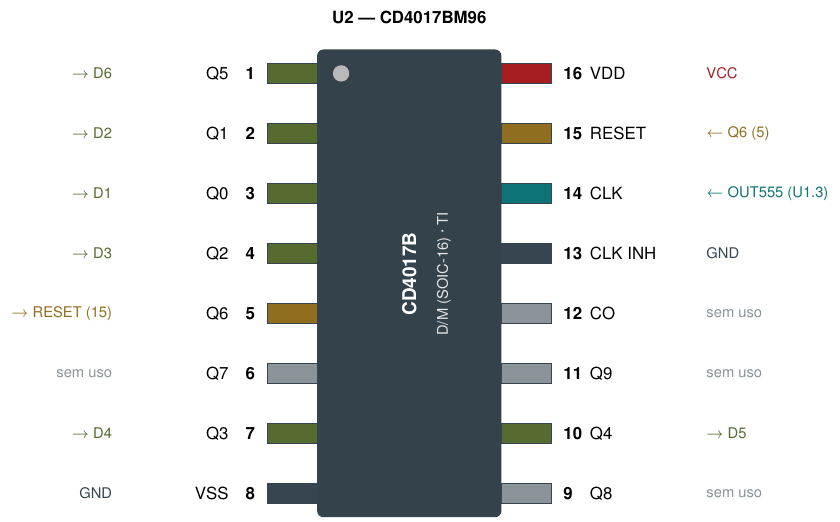 U2 — CD4017BM96
→ D6 Q5 1 16 VDD VCC
→ D2 Q1 2 15 RESET ← Q6 (5)
→ D1 Q0 3 14 CLK ← OUT555 (U1.3)
→ D3 Q2 4 13 CLK INH GND
→ RESET (15) Q6 5 12 CO sem uso
sem uso Q7 6 11 Q9 sem uso
→ D4 Q3 7 10 Q4 → D5
GND VSS 8 9 Q8 sem uso
CD4017B
D/M (SOIC-16) · TI